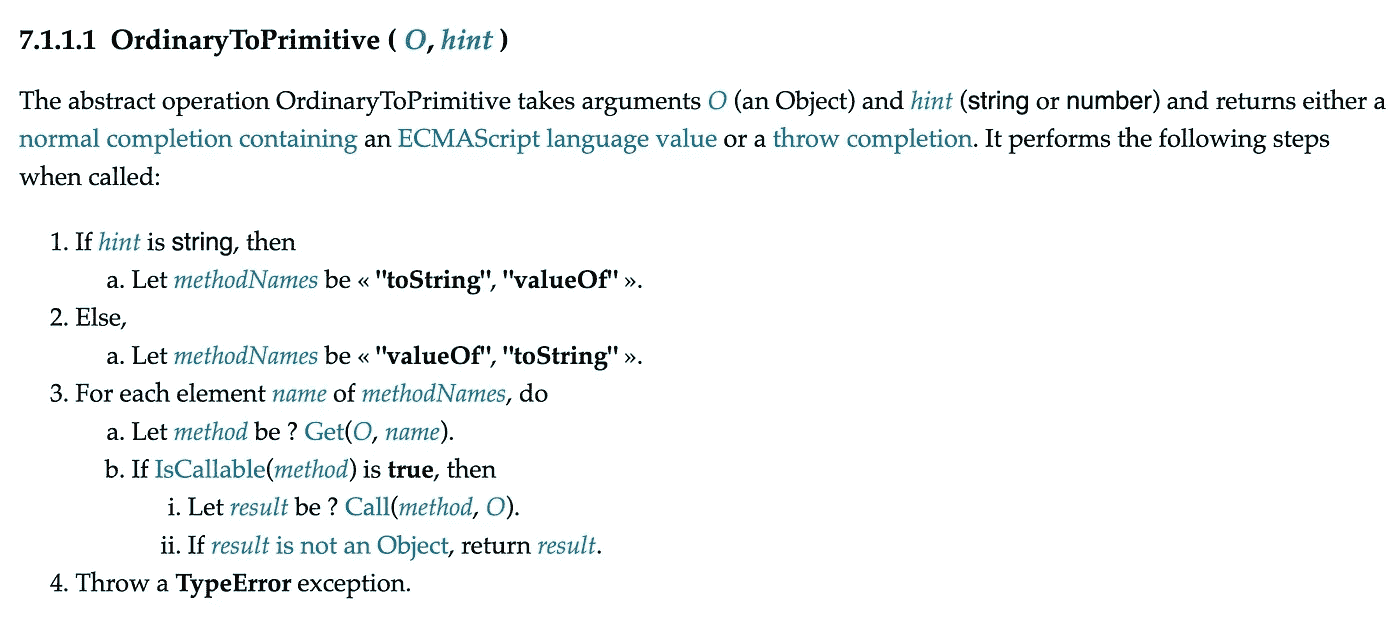 7.1.1.1 OrdinaryToPrimitive ( O, hint )
The abstract operation OrdinaryToPrimitive takes arguments O (an Object) and hint (string or number) and returns either a
normal completion containing an ECMAScript language value or a throw completion. It performs the following steps
when called:
1. If hint is string, then
a. Let methodNames be « "toString", "valueOf" ».
2. Else,
a. Let methodNames be « "valueOf", "toString" ».
3. For each element name of methodNames, do
a. Let method be ? Get(O, name).
b. If IsCallable(method) is true, then
i. Let result be ? Call(method, O).
ii. If result is not an Object, return result.
4. Throw a TypeError exception.